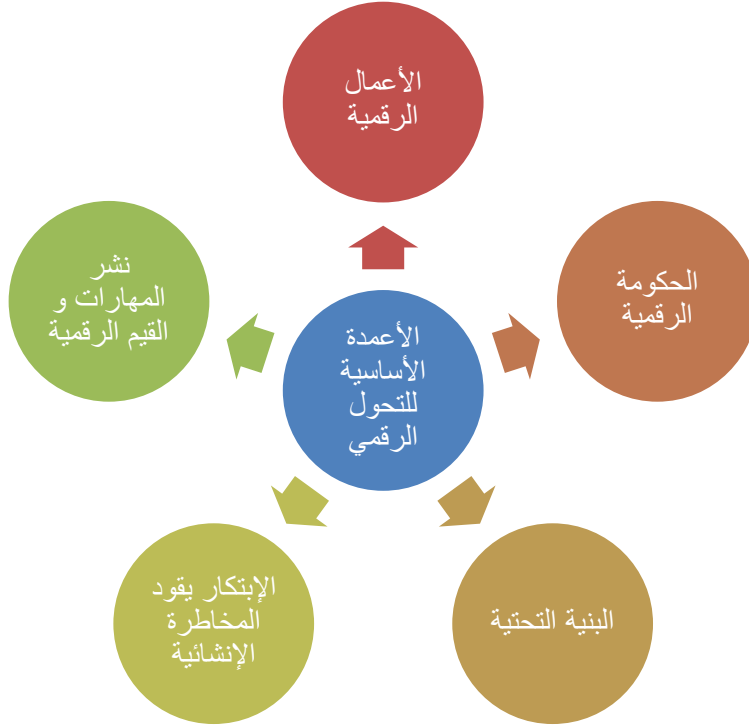 الأعمال
الرقمية
الحكومة
الرقمية
البنية التحتية
الإبتكار يقود
المخاطرة
الإنشائية
نشر
المهارات و
القيم الرقمية
الأعمدة
الأساسية
للتحول
الرقمي